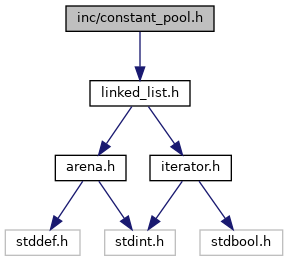 inc/constant_pool.h
linked_list.h
arena.h
iterator.h
stddef.h
stdint.h
stdbool.h